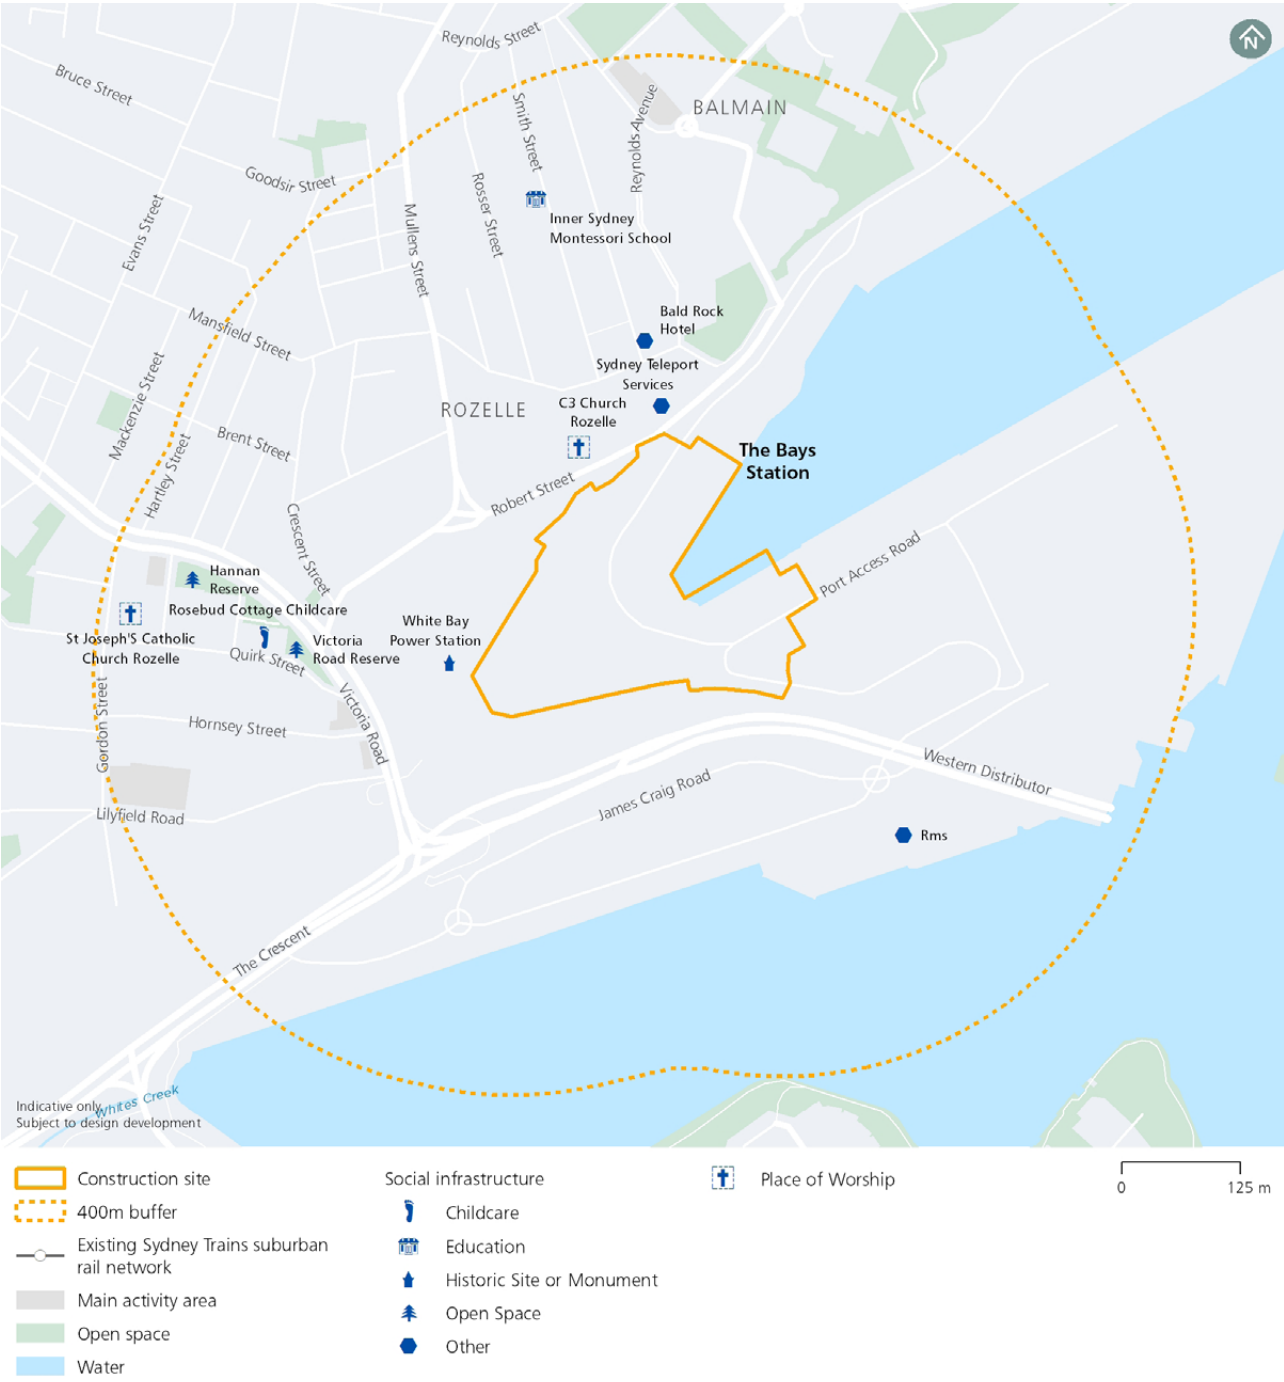 N
Reynolds Street
Bruce Street
BALMAIN
Smith Street
Reynolds Avenue
Goodsir Street
Rosser Street
Evans Street
Mullens Street
Inner Sydney
Montessori School
Mansfield Street
Bald Rock
Hotel
Sydney Teleport
Services
Mackenzie Street
ROZELLE
C3 Church
Rozelle
Brent Street
Hartley Street
The Bays
Station
Robert Street
Crescent Street
Port Access Road
Hannan
Reserve
Rosebud Cottage Childcare
St Joseph'S Catholic
Church Rozelle
White Bay
Power Station
Victoria
Road Reserve
Quirk Street
Gordon Street
Hornsey Street
Victoria Road
Western Distributor
James Craig Road
Lilyfield Road
Rms
The Crescent
Whites Creek
Indicative only
Subject to design development
Construction site
400m buffer
Existing Sydney Trains suburban
rail network
Main activity area
Open space
Water
Social infrastructure
Childcare
Education
Historic Site or Monument
Open Space
Other
Place of Worship
0 125 m